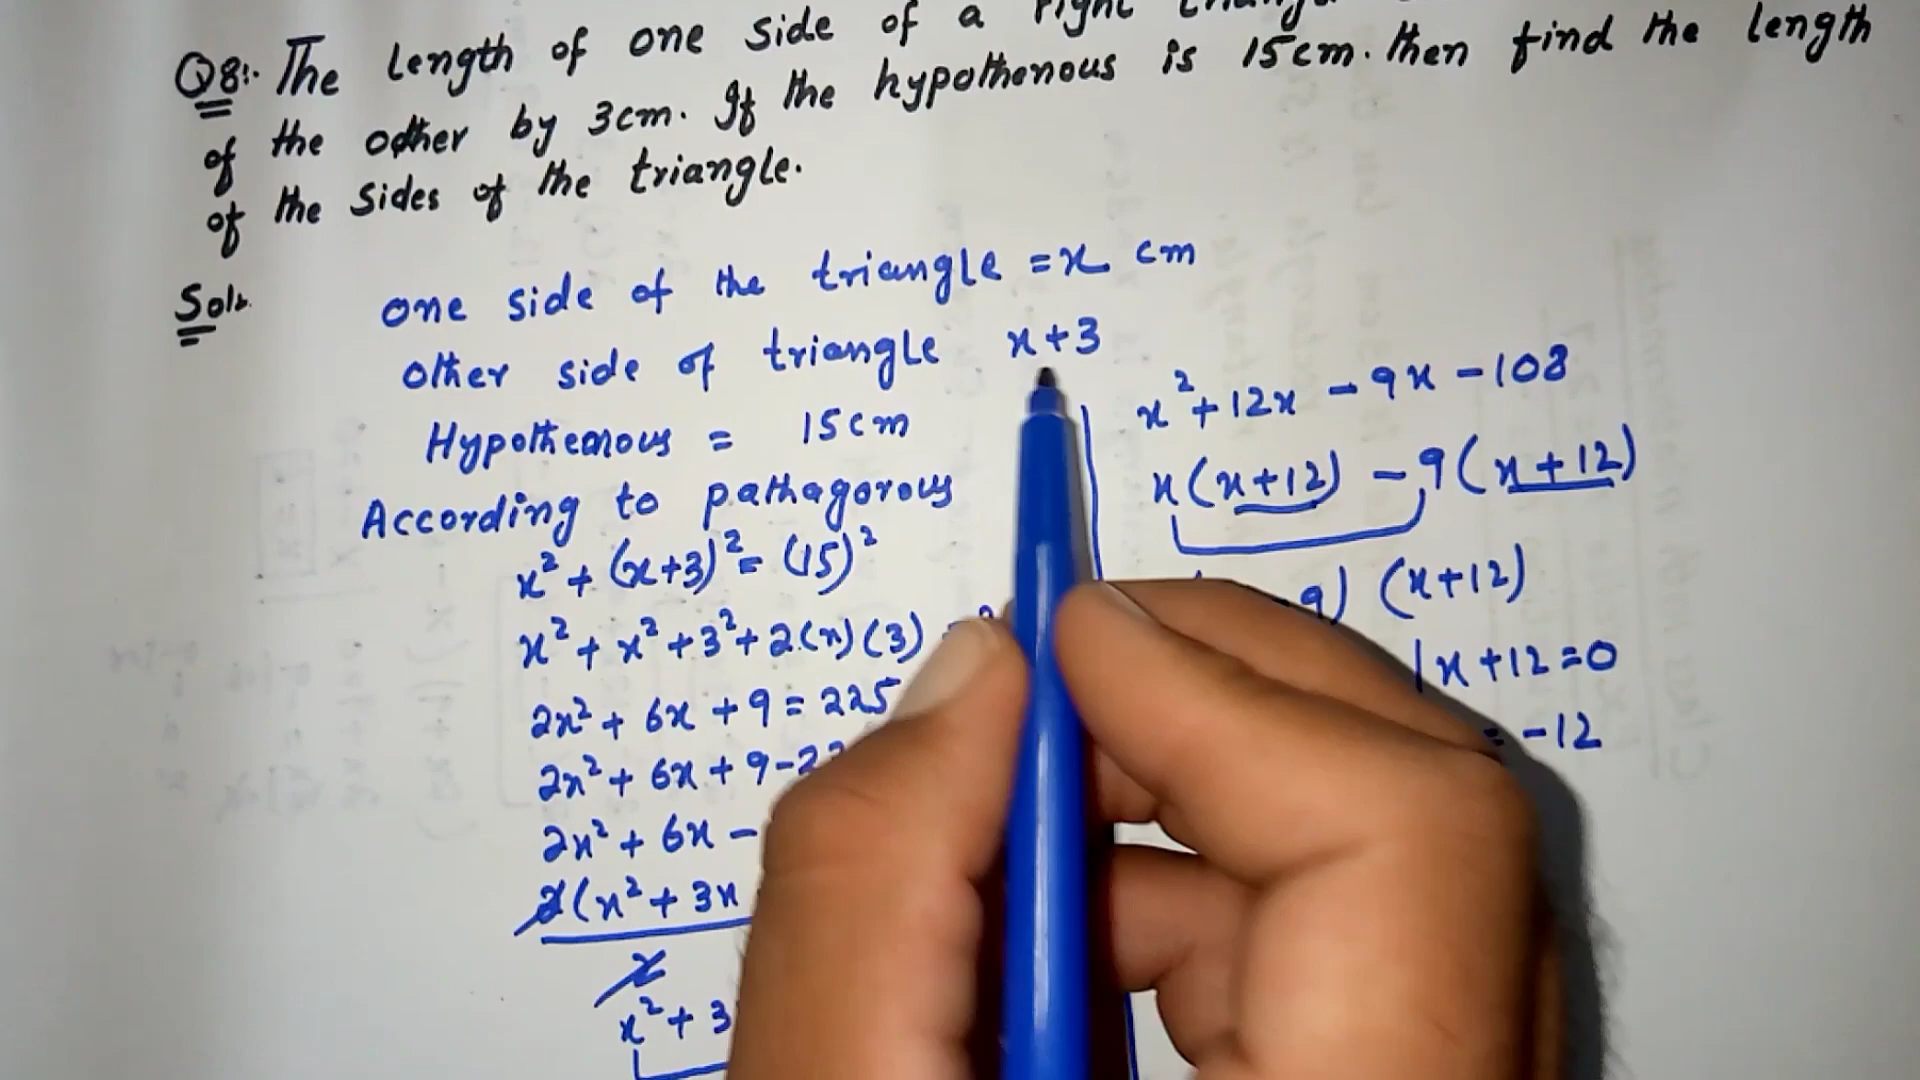 Q8:- The length of one side of a right
of the other by 3cm. If the hypothenous is 15cm. then find the length
of the sides of the triangle.
Sol:-
one side of the triangle = x cm
other side of triangle x+3
Hypothenous = 15cm
According to pathagorous
x² + (x+3)² = (15)²
x² + x² + 3² + 2(x)(3)
2x² + 6x + 9 = 225
2x² + 6x + 9 - 22
2x² + 6x -
2(x² + 3x
2
x² + 3
x² + 12x - 9x - 108
x(x+12) - 9(x+12)
9) (x+12)
x+12=0
= -12